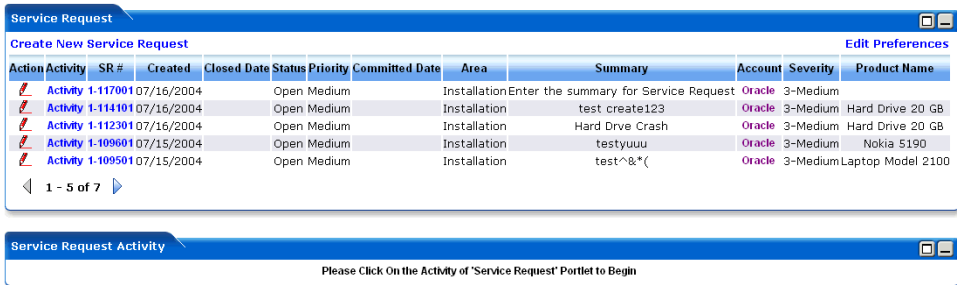 Service Request
Create New Service Request Edit Preferences
Action Activity SR # Created Closed Date Status Priority Committed Date Area Summary Account Severity Product Name
Activity 1-117001 07/16/2004 Open Medium Installation Enter the summary for Service Request Oracle 3-Medium
Activity 1-114101 07/16/2004 Open Medium Installation test create123 Oracle 3-Medium Hard Drive 20 GB
Activity 1-112301 07/16/2004 Open Medium Installation Hard Drve Crash Oracle 3-Medium Hard Drive 20 GB
Activity 1-109601 07/15/2004 Open Medium Installation testyuuu Oracle 3-Medium Nokia 5190
Activity 1-109501 07/15/2004 Open Medium Installation test^&*( Oracle 3-Medium Laptop Model 2100
1 - 5 of 7
Service Request Activity
Please Click On the Activity of 'Service Request' Portlet to Begin